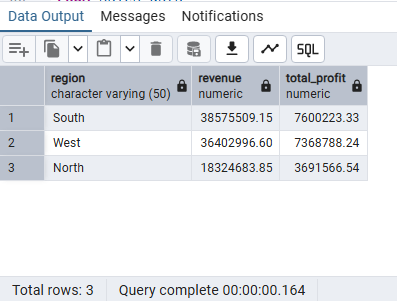 Data Output Messages Notifications
SQL
region revenue total_profit
character varying (50) numeric numeric
1 South 38575509.15 7600223.33
2 West 36402996.60 7368788.24
3 North 18324683.85 3691566.54
Total rows: 3 Query complete 00:00:00.164